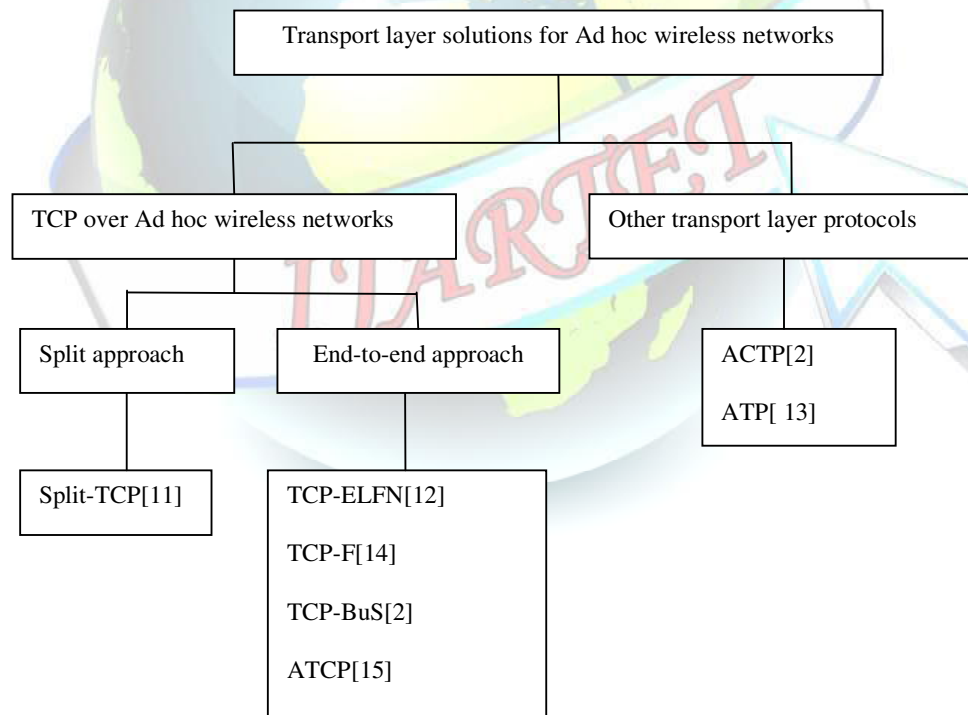 Transport layer solutions for Ad hoc wireless networks
IJARTET
TCP over Ad hoc wireless networks
Other transport layer protocols
Split approach
End-to-end approach
ACTP[2]
ATP[ 13]
Split-TCP[11]
TCP-ELFN[12]
TCP-F[14]
TCP-BuS[2]
ATCP[15]